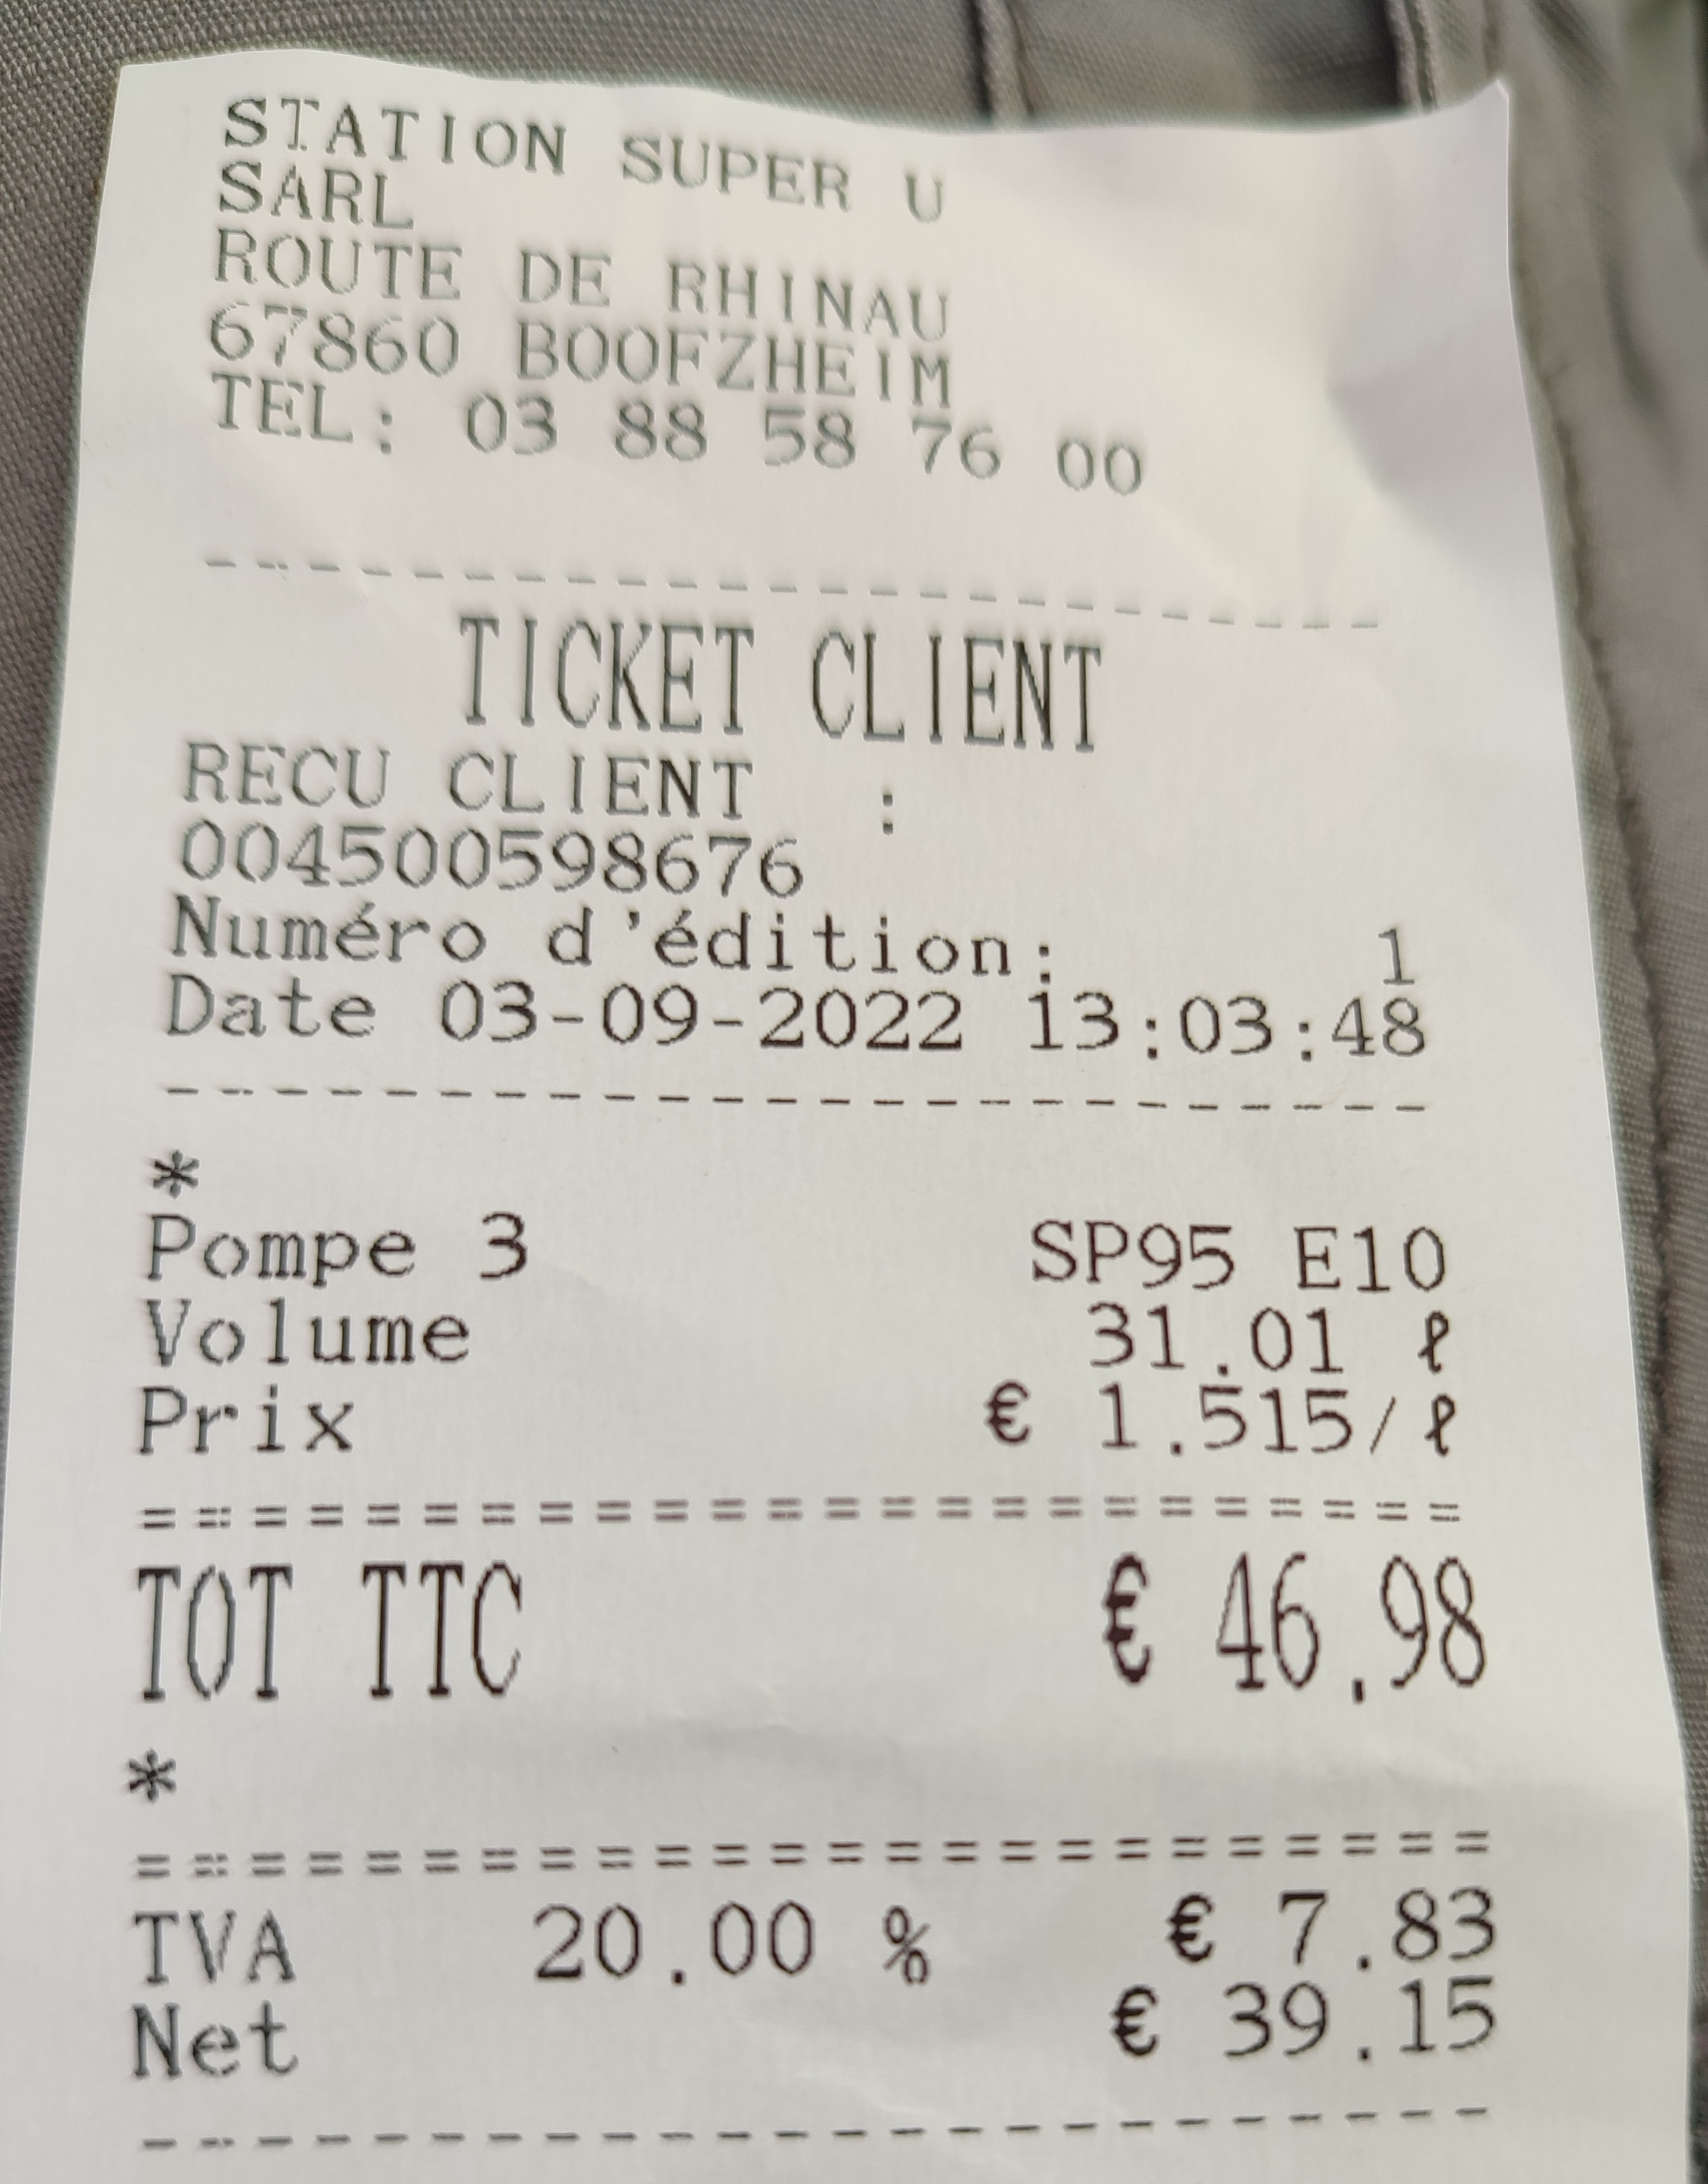 STATION SUPER U
SARL
ROUTE DE RHINAU
67860 BOOFZHEIM
TEL: 03 88 58 76 00
------------------------
TICKET CLIENT
RECU CLIENT :
004500598676
Numéro d'édition: 1
Date 03-09-2022 13:03:48
------------------------
*
Pompe 3 SP95 E10
Volume 31.01 ℓ
Prix € 1.515/ℓ
========================
TOT TTC € 46.98
*
========================
TVA 20.00 % € 7.83
Net € 39.15
------------------------